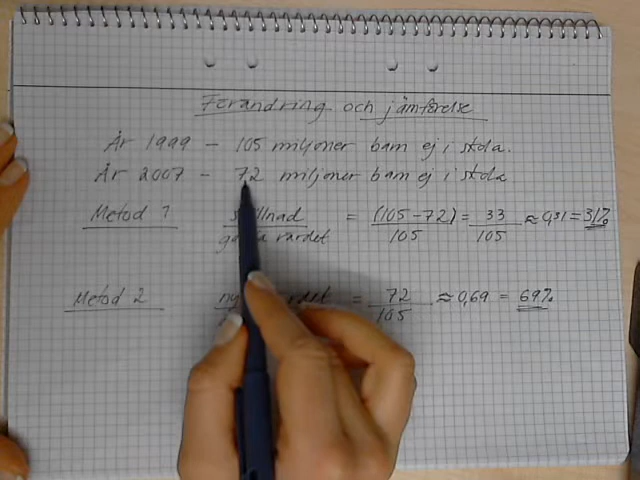 Förändring och jämförelse
År 1999 - 105 miljoner barn ej i skola.
År 2007 - 72 miljoner barn ej i skola
Metod 1 = (105-72) = 33 ≈ 0,31 = 31%
värdet 105 105
Metod 2 = 72 ≈ 0,69 = 69%
105